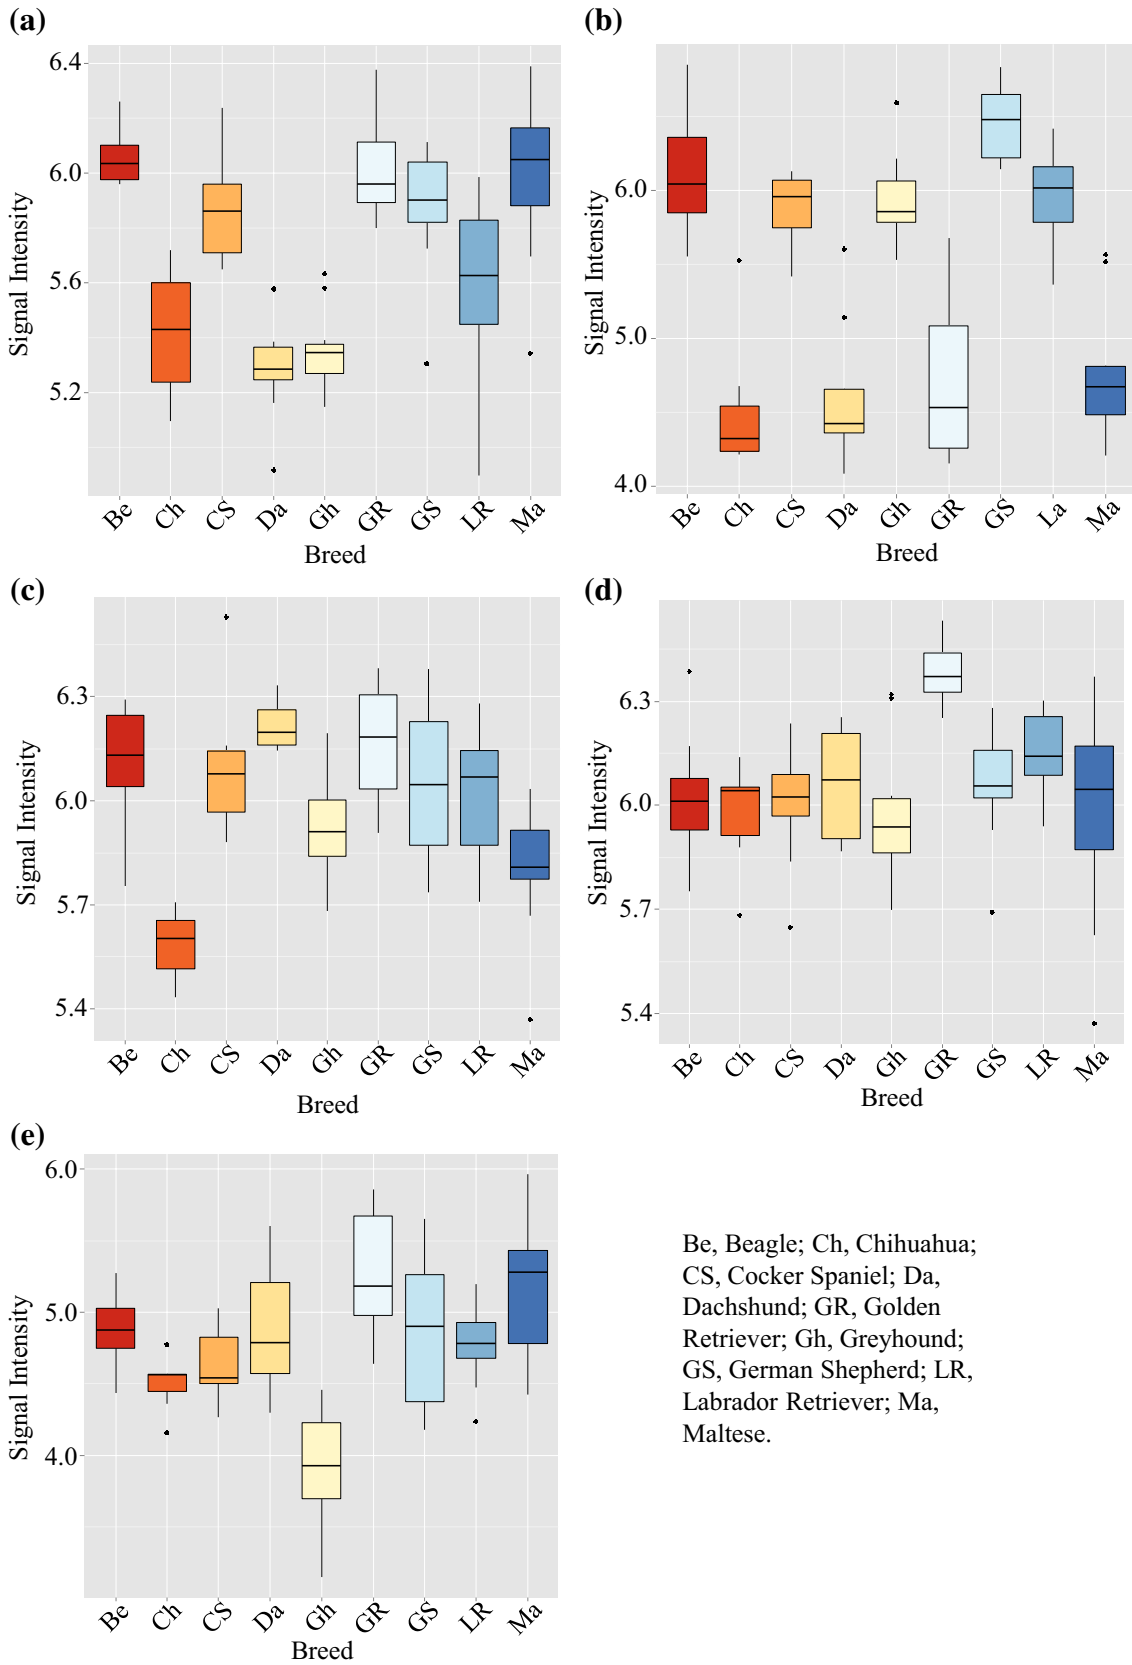 (a)
Signal Intensity
6.4
6.0
5.6
5.2
Be Ch CS Da Gh GR GS LR Ma
Breed
(b)
Signal Intensity
6.0
5.0
4.0
Be Ch CS Da Gh GR GS La Ma
Breed
(c)
Signal Intensity
6.3
6.0
5.7
5.4
Be Ch CS Da Gh GR GS LR Ma
Breed
(d)
Signal Intensity
6.3
6.0
5.7
5.4
Be Ch CS Da Gh GR GS LR Ma
Breed
(e)
Signal Intensity
6.0
5.0
4.0
Be Ch CS Da Gh GR GS LR Ma
Breed
Be, Beagle; Ch, Chihuahua;
CS, Cocker Spaniel; Da,
Dachshund; GR, Golden
Retriever; Gh, Greyhound;
GS, German Shepherd; LR,
Labrador Retriever; Ma,
Maltese.